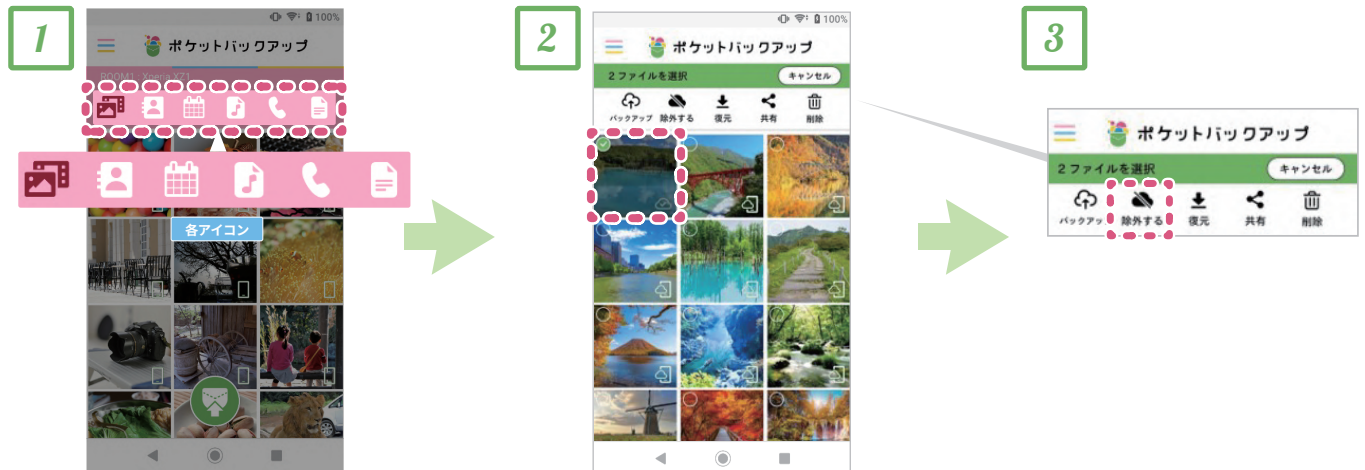 1
100%
ポケットバックアップ
ROOM1 Xperia XZ1
各アイコン
2
100%
ポケットバックアップ
2ファイルを選択
キャンセル
バックアップ 除外する 復元 共有 削除
3
ポケットバックアップ
2ファイルを選択
キャンセル
バックアッ 除外する 復元 共有 削除